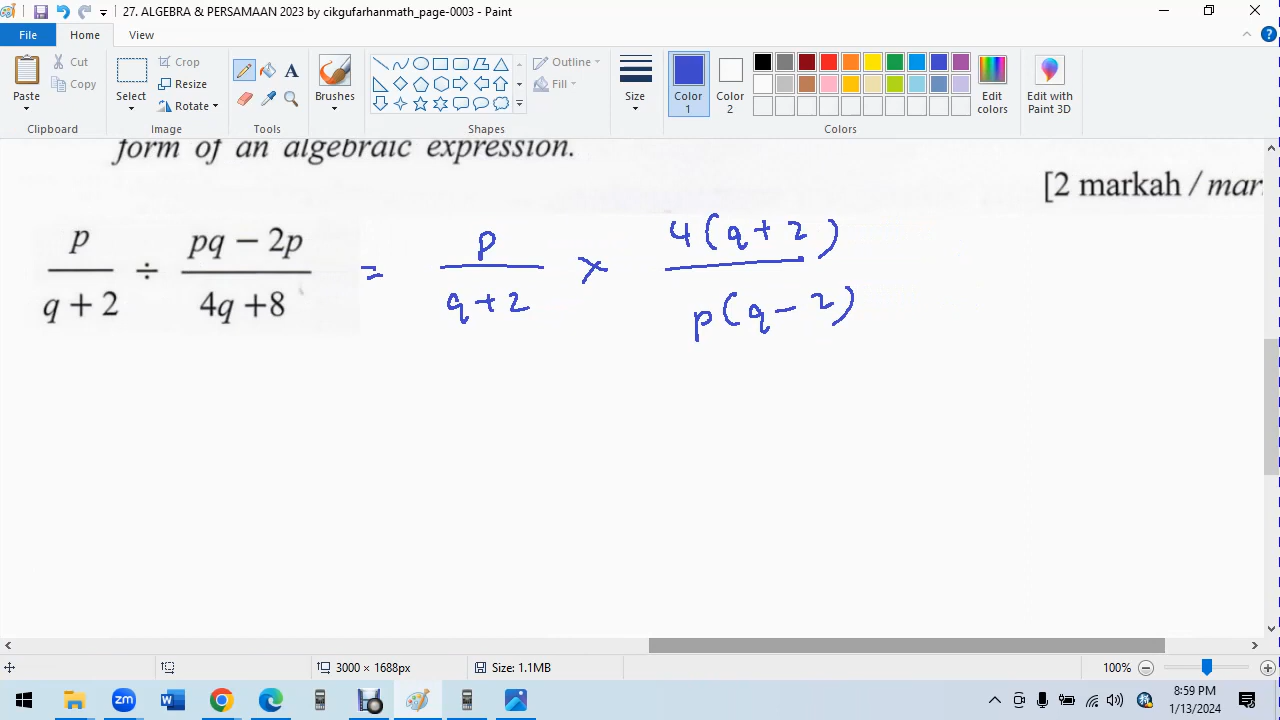 27. ALGEBRA & PERSAMAAN 2023 by cikgufarhanmath_page-0003 - Paint
File Home View
Paste Cut Copy Clipboard
Select Crop Resize Rotate Image
Tools
Brushes
Outline Fill Shapes
Size
Color 1 Color 2 Edit colors Colors
Edit with Paint 3D
form of an algebraic expression.
[2 markah / mar
p / (q + 2) ÷ (pq − 2p) / (4q + 8) = p / (q + 2) × 4(q + 2) / p(q − 2)
3000 × 1688px Size: 1.1MB 100%
zm W 8:59 PM
1/13/2024